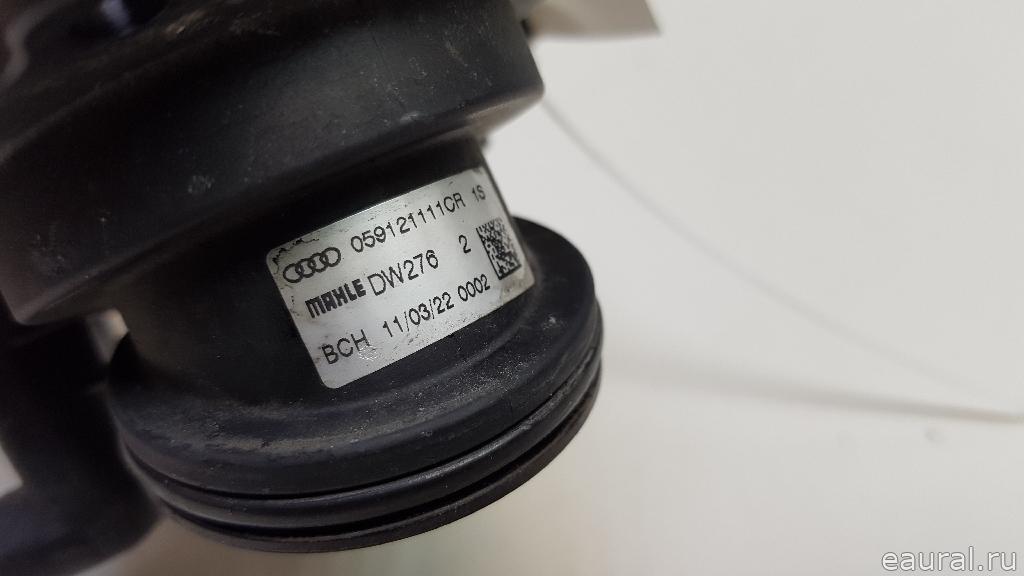 059121111CR 1S
MAHLE DW276 2
BCH 11/03/22 0002
eaural.ru